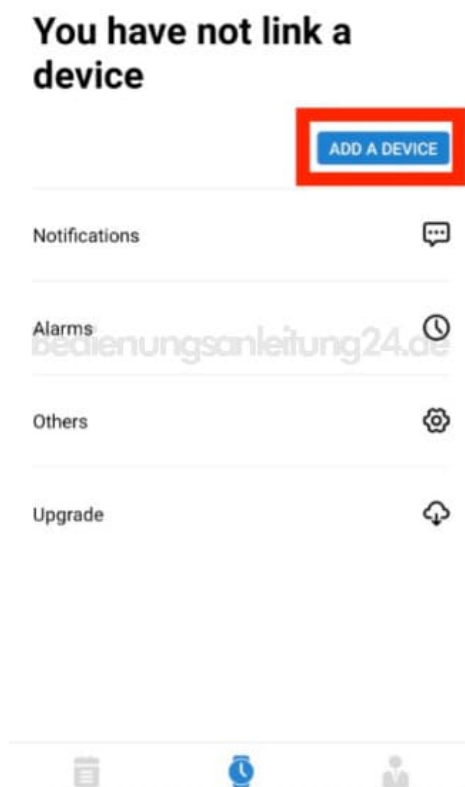 You have not link a
device
ADD A DEVICE
Notifications
Alarms
Bedienungsanleitung24.de
Others
Upgrade